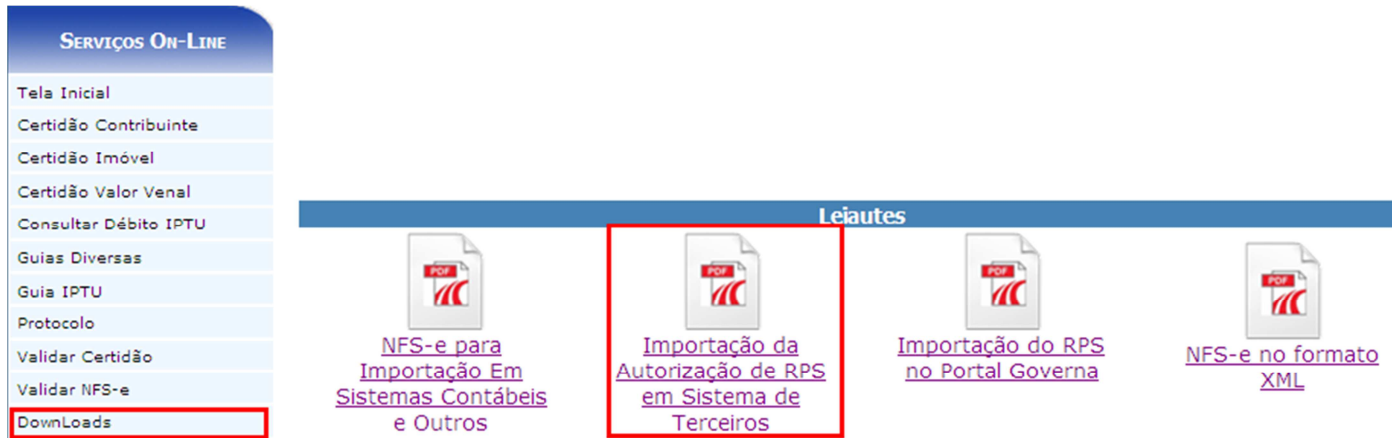 Serviços On-Line
Tela Inicial
Certidão Contribuinte
Certidão Imóvel
Certidão Valor Venal
Consultar Débito IPTU
Guias Diversas
Guia IPTU
Protocolo
Validar Certidão
Validar NFS-e
DownLoads
Leiautes
PDF
NFS-e para
Importação Em
Sistemas Contábeis
e Outros
PDF
Importação da
Autorização de RPS
em Sistema de
Terceiros
PDF
Importação do RPS
no Portal Governa
PDF
NFS-e no formato
XML